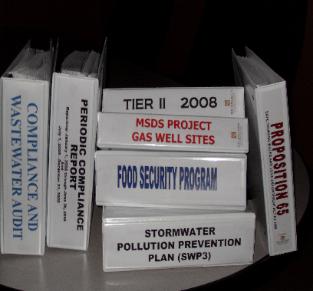 COMPLIANCE AND
WASTEWATER AUDIT
PERIODIC COMPLIANCE
REPORT
TIER II 2008
MSDS PROJECT
GAS WELL SITES
FOOD SECURITY PROGRAM
STORMWATER
POLLUTION PREVENTION
PLAN (SWP3)
PROPOSITION 65